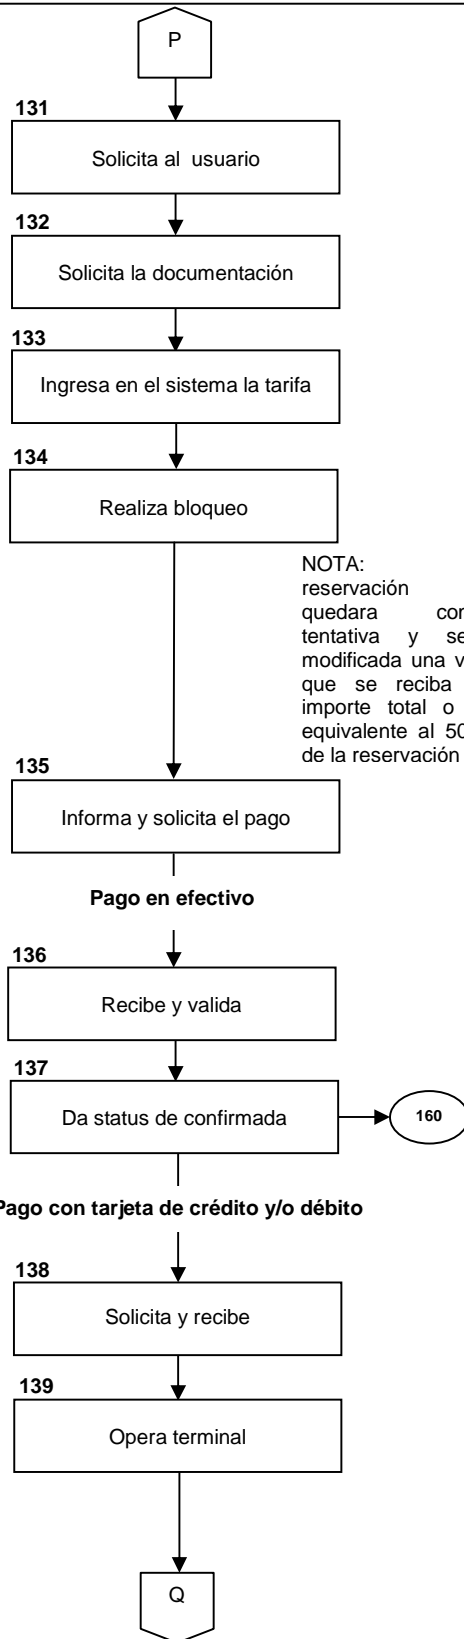 P
131
Solicita al usuario
132
Solicita la documentación
133
Ingresa en el sistema la tarifa
134
Realiza bloqueo
NOTA:
reservación
quedara
tentativa y
modificada una
que se reciba
importe total o
equivalente al
de la reservación
135
Informa y solicita el pago
Pago en efectivo
136
Recibe y valida
137
Da status de confirmada
160
Pago con tarjeta de crédito y/o débito
138
Solicita y recibe
139
Opera terminal
Q